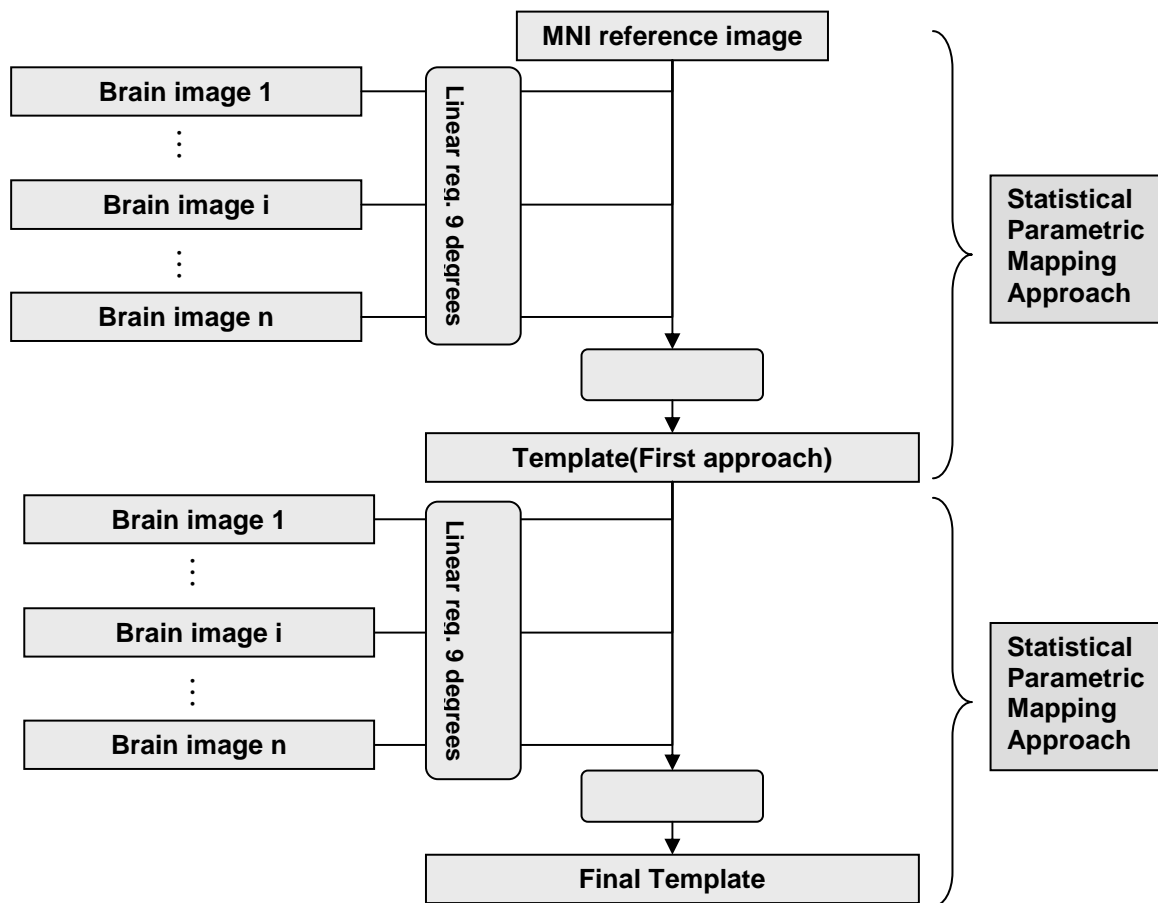 MNI reference image
Brain image 1
⋮
Brain image i
⋮
Brain image n
Linear reg. 9 degrees
Template(First approach)
Statistical
Parametric
Mapping
Approach
Brain image 1
⋮
Brain image i
⋮
Brain image n
Linear reg. 9 degrees
Final Template
Statistical
Parametric
Mapping
Approach